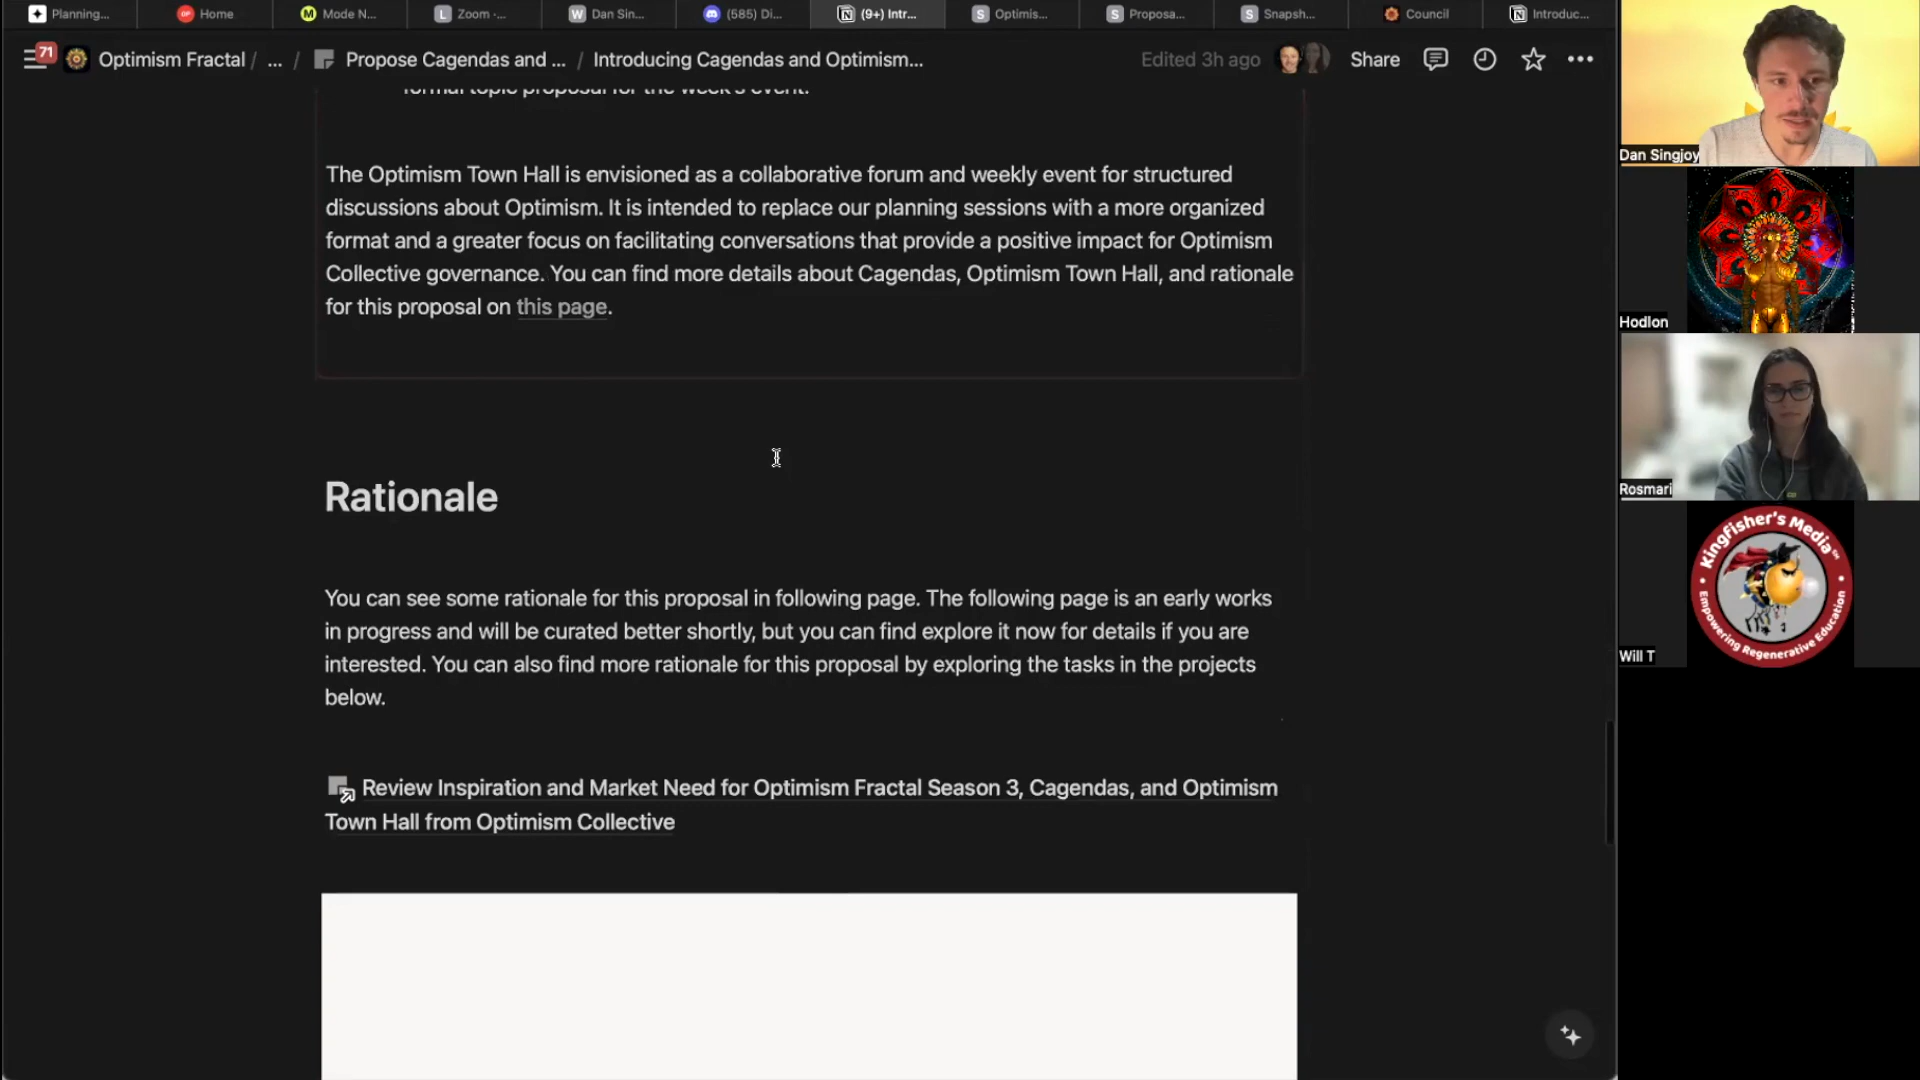 Planning...
Home
Mode N...
Zoom ·...
Dan Sin...
(585) Di...
(9+) Intr...
Optimis...
Proposa...
Snapsh...
Council
Introduc...
71
Optimism Fractal / ... / Propose Cagendas and ... / Introducing Cagendas and Optimism...
Edited 3h ago
Share
formal topic proposal for the week's event.
The Optimism Town Hall is envisioned as a collaborative forum and weekly event for structured
discussions about Optimism. It is intended to replace our planning sessions with a more organized
format and a greater focus on facilitating conversations that provide a positive impact for Optimism
Collective governance. You can find more details about Cagendas, Optimism Town Hall, and rationale
for this proposal on this page.
Rationale
You can see some rationale for this proposal in following page. The following page is an early works
in progress and will be curated better shortly, but you can find explore it now for details if you are
interested. You can also find more rationale for this proposal by exploring the tasks in the projects
below.
Review Inspiration and Market Need for Optimism Fractal Season 3, Cagendas, and Optimism
Town Hall from Optimism Collective
Dan Singjoy
Hodlon
Rosmari
Kingfisher's Media
Empowering Regenerative Education
Will T